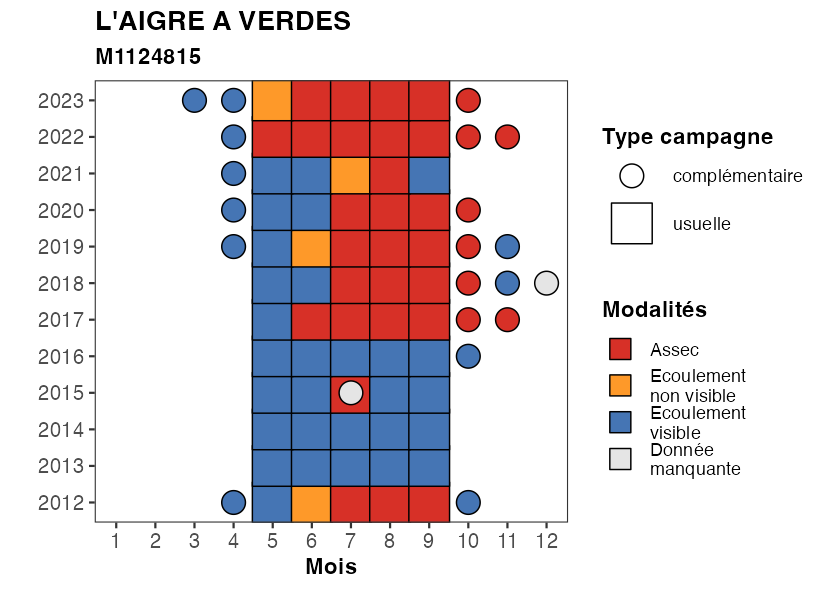 L'AIGRE A VERDES
M1124815
2023
2022
2021
2020
2019
2018
2017
2016
2015
2014
2013
2012
1 2 3 4 5 6 7 8 9 10 11 12
Mois
Type campagne
complémentaire
usuelle
Modalités
Assec
Ecoulement
non visible
Ecoulement
visible
Donnée
manquante